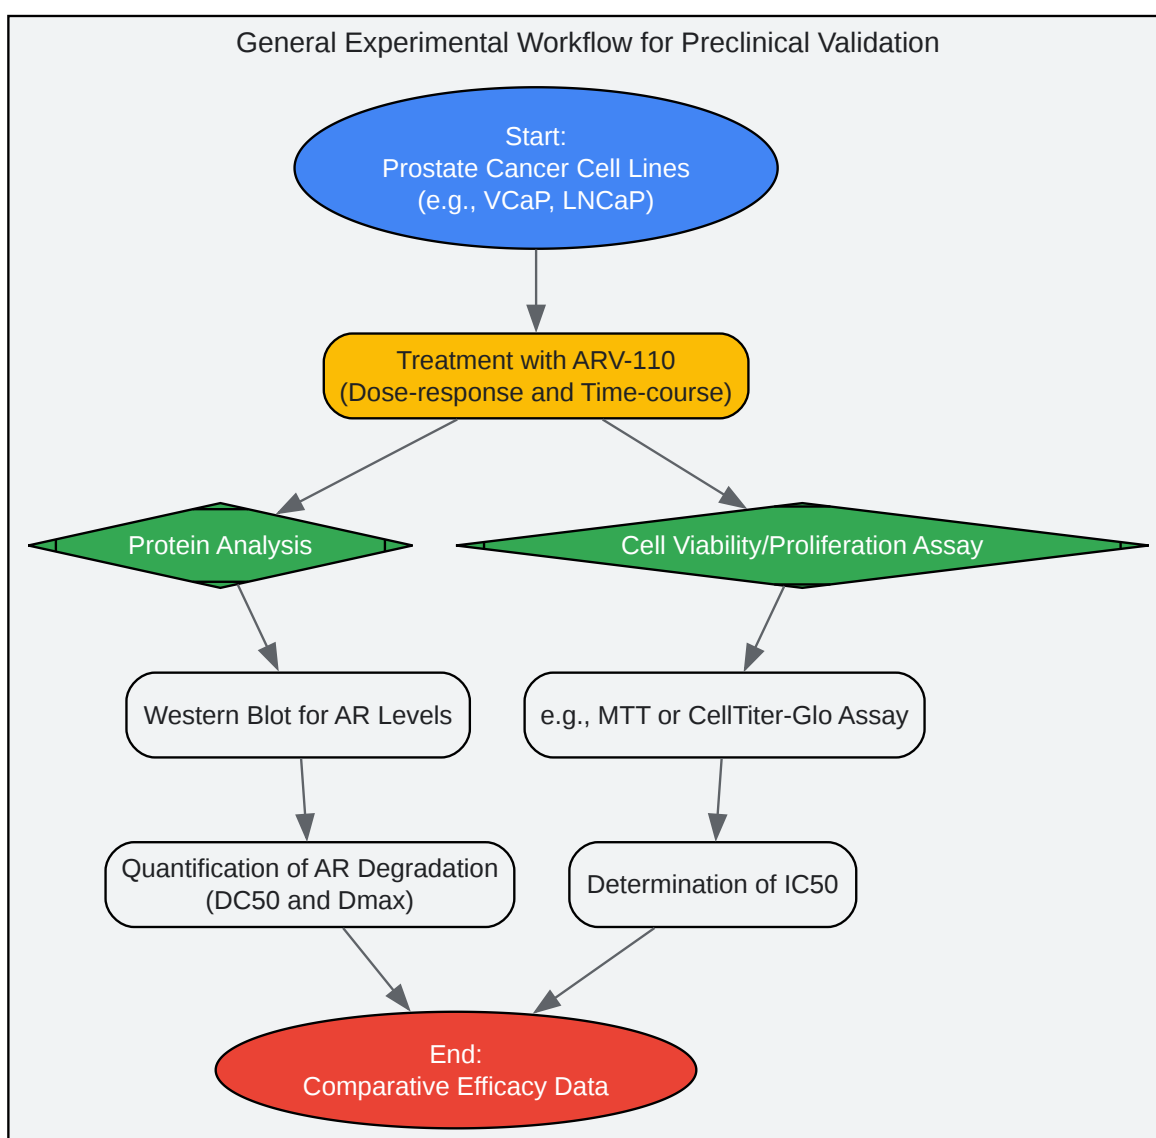 General Experimental Workflow for Preclinical Validation
Start:
Prostate Cancer Cell Lines
(e.g., VCaP, LNCaP)
Treatment with ARV-110
(Dose-response and Time-course)
Protein Analysis
Cell Viability/Proliferation Assay
Western Blot for AR Levels
e.g., MTT or CellTiter-Glo Assay
Quantification of AR Degradation
(DC50 and Dmax)
Determination of IC50
End:
Comparative Efficacy Data